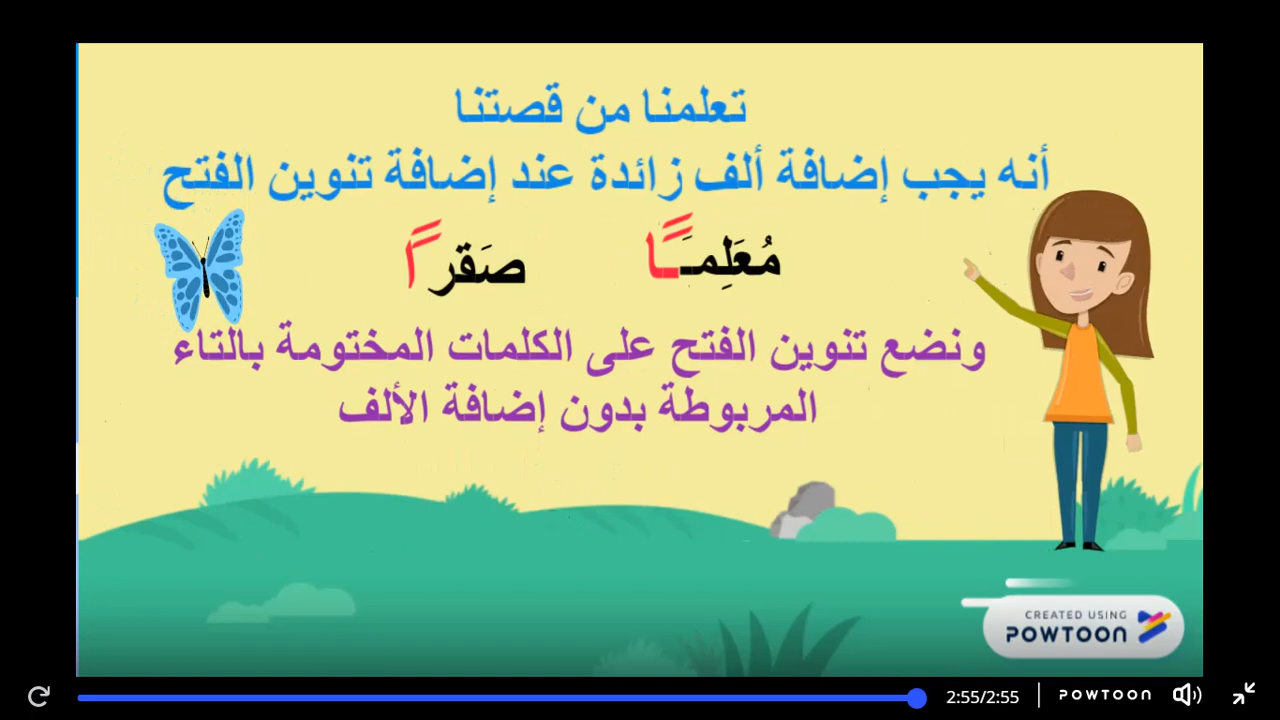 تعلمنا من قصتنا
أنه يجب إضافة ألف زائدة عند إضافة تنوين الفتح
مُعَلِمَـًـا صَقرًا
ونضع تنوين الفتح على الكلمات المختومة بالتاء
المربوطة بدون إضافة الألف
CREATED USING
POWTOON
2:55/2:55 POWTOON